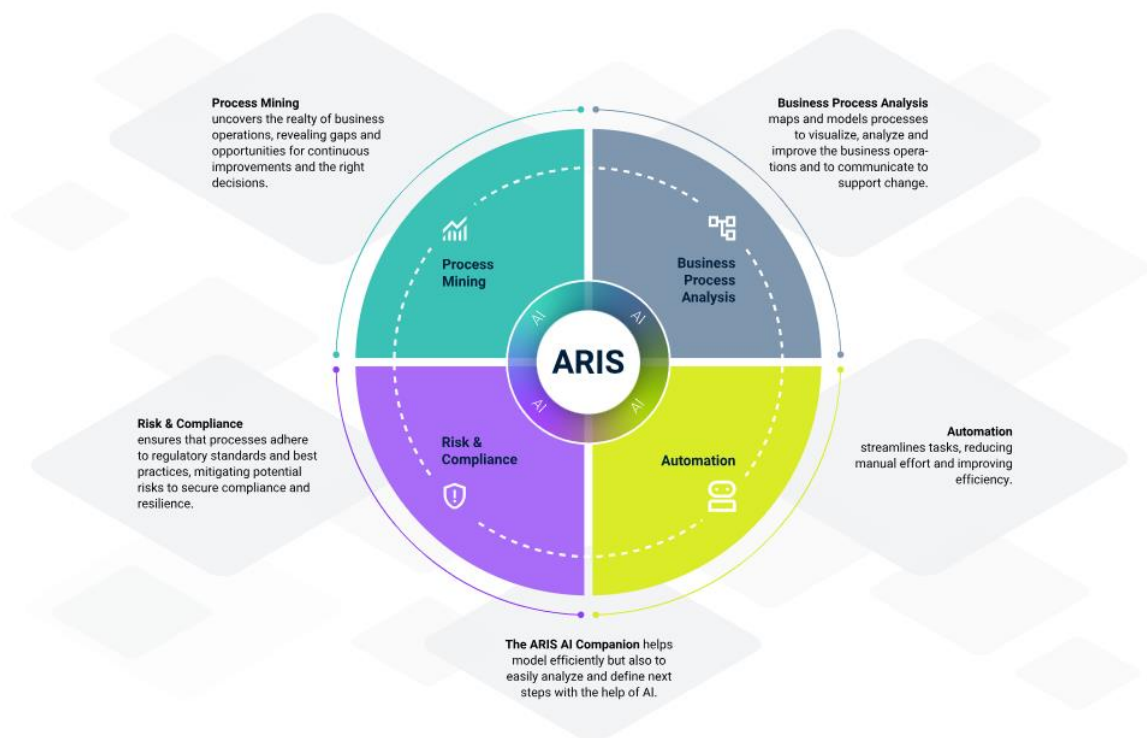 Process Mining
uncovers the realty of business
operations, revealing gaps and
opportunities for continuous
improvements and the right
decisions.
Business Process Analysis
maps and models processes
to visualize, analyze and
improve the business opera-
tions and to communicate to
support change.
Process
Mining
Business
Process
Analysis
AI
AI
ARIS
AI
AI
Risk &
Compliance
Automation
Risk & Compliance
ensures that processes adhere
to regulatory standards and best
practices, mitigating potential
risks to secure compliance and
resilience.
Automation
streamlines tasks, reducing
manual effort and improving
efficiency.
The ARIS AI Companion helps
model efficiently but also to
easily analyze and define next
steps with the help of AI.